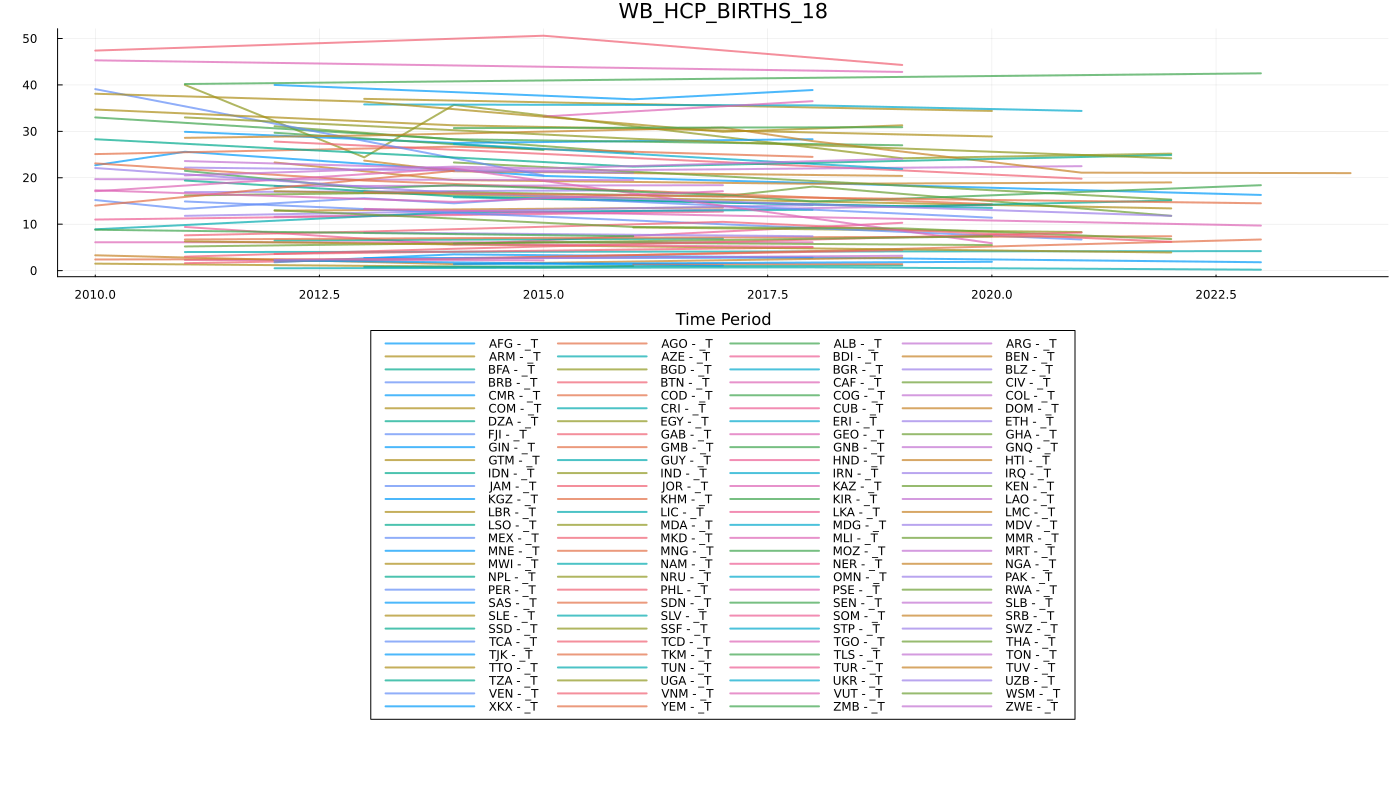 WB_HCP_BIRTHS_18
50
40
30
20
10
0
2010.0 2012.5 2015.0 2017.5 2020.0 2022.5
Time Period
AFG - _T AGO - _T ALB - _T ARG - _T
ARM - _T AZE - _T BDI - _T BEN - _T
BFA - _T BGD - _T BGR - _T BLZ - _T
BRB - _T BTN - _T CAF - _T CIV - _T
CMR - _T COD - _T COG - _T COL - _T
COM - _T CRI - _T CUB - _T DOM - _T
DZA - _T EGY - _T ERI - _T ETH - _T
FJI - _T GAB - _T GEO - _T GHA - _T
GIN - _T GMB - _T GNB - _T GNQ - _T
GTM - _T GUY - _T HND - _T HTI - _T
IDN - _T IND - _T IRN - _T IRQ - _T
JAM - _T JOR - _T KAZ - _T KEN - _T
KGZ - _T KHM - _T KIR - _T LAO - _T
LBR - _T LIC - _T LKA - _T LMC - _T
LSO - _T MDA - _T MDG - _T MDV - _T
MEX - _T MKD - _T MLI - _T MMR - _T
MNE - _T MNG - _T MOZ - _T MRT - _T
MWI - _T NAM - _T NER - _T NGA - _T
NPL - _T NRU - _T OMN - _T PAK - _T
PER - _T PHL - _T PSE - _T RWA - _T
SAS - _T SDN - _T SEN - _T SLB - _T
SLE - _T SLV - _T SOM - _T SRB - _T
SSD - _T SSF - _T STP - _T SWZ - _T
TCA - _T TCD - _T TGO - _T THA - _T
TJK - _T TKM - _T TLS - _T TON - _T
TTO - _T TUN - _T TUR - _T TUV - _T
TZA - _T UGA - _T UKR - _T UZB - _T
VEN - _T VNM - _T VUT - _T WSM - _T
XKX - _T YEM - _T ZMB - _T ZWE - _T